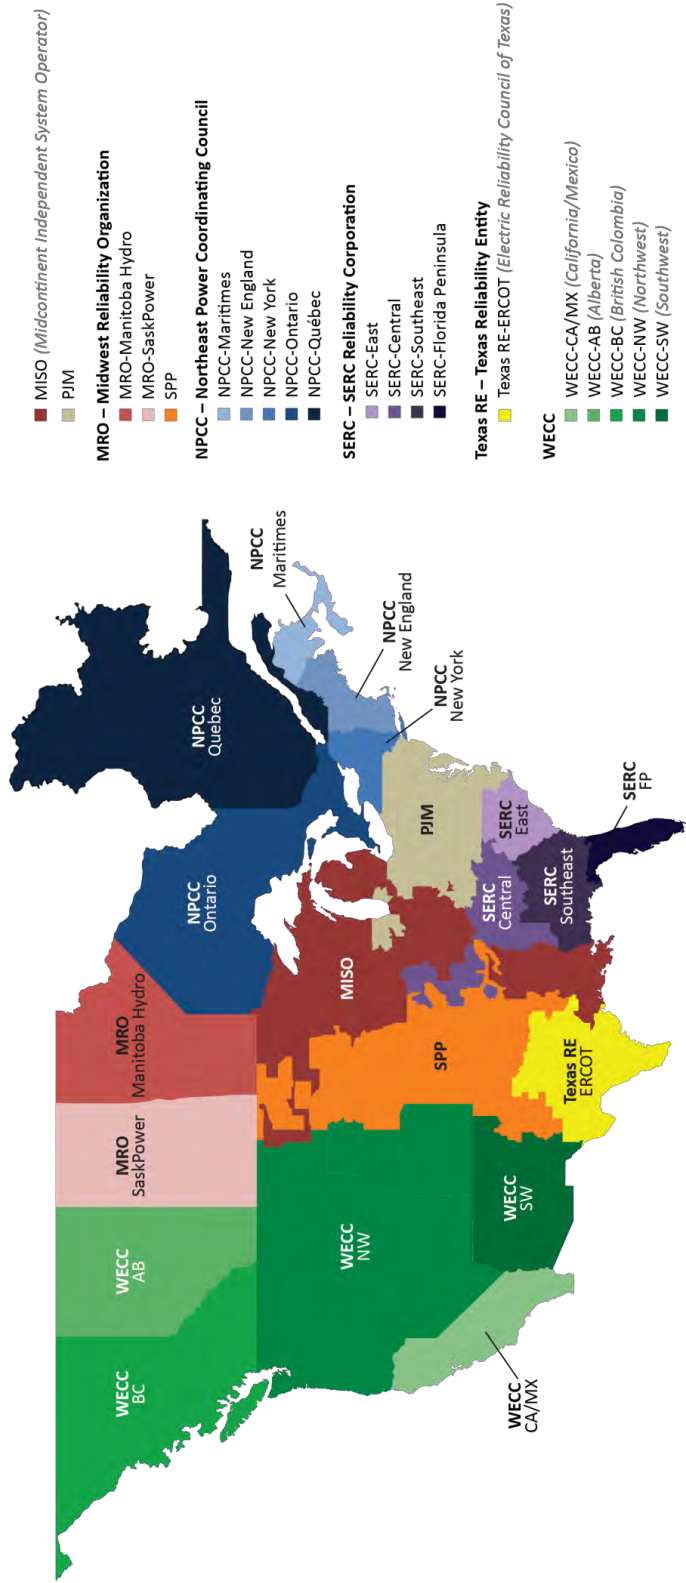 WECC
BC
WECC
AB
MRO
SaskPower
MRO
Manitoba Hydro
NPCC
Ontario
NPCC
Quebec
NPCC
Maritimes
NPCC
New England
NPCC
New York
WECC
NW
MISO
PJM
SPP
WECC
CA/MX
WECC
SW
Texas RE
ERCOT
SERC
Central
SERC
East
SERC
Southeast
SERC
FP
MISO (Midcontinent Independent System Operator)
PJM
MRO – Midwest Reliability Organization
MRO-Manitoba Hydro
MRO-SaskPower
SPP
NPCC – Northeast Power Coordinating Council
NPCC-Maritimes
NPCC-New England
NPCC-New York
NPCC-Ontario
NPCC-Québec
SERC – SERC Reliability Corporation
SERC-East
SERC-Central
SERC-Southeast
SERC-Florida Peninsula
Texas RE – Texas Reliability Entity
Texas RE-ERCOT (Electric Reliability Council of Texas)
WECC
WECC-CA/MX (California/Mexico)
WECC-AB (Alberta)
WECC-BC (British Colombia)
WECC-NW (Northwest)
WECC-SW (Southwest)